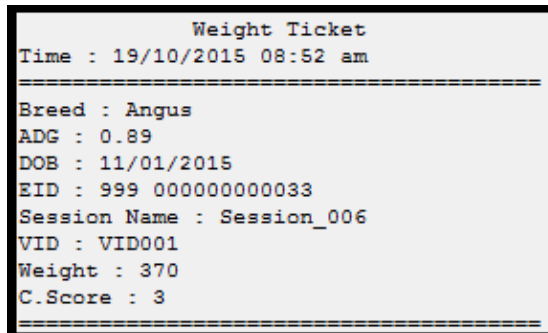 Weight Ticket
Time : 19/10/2015 08:52 am
=======================================
Breed : Angus
ADG : 0.89
DOB : 11/01/2015
EID : 999 000000000033
Session Name : Session_006
VID : VID001
Weight : 370
C.Score : 3
=======================================